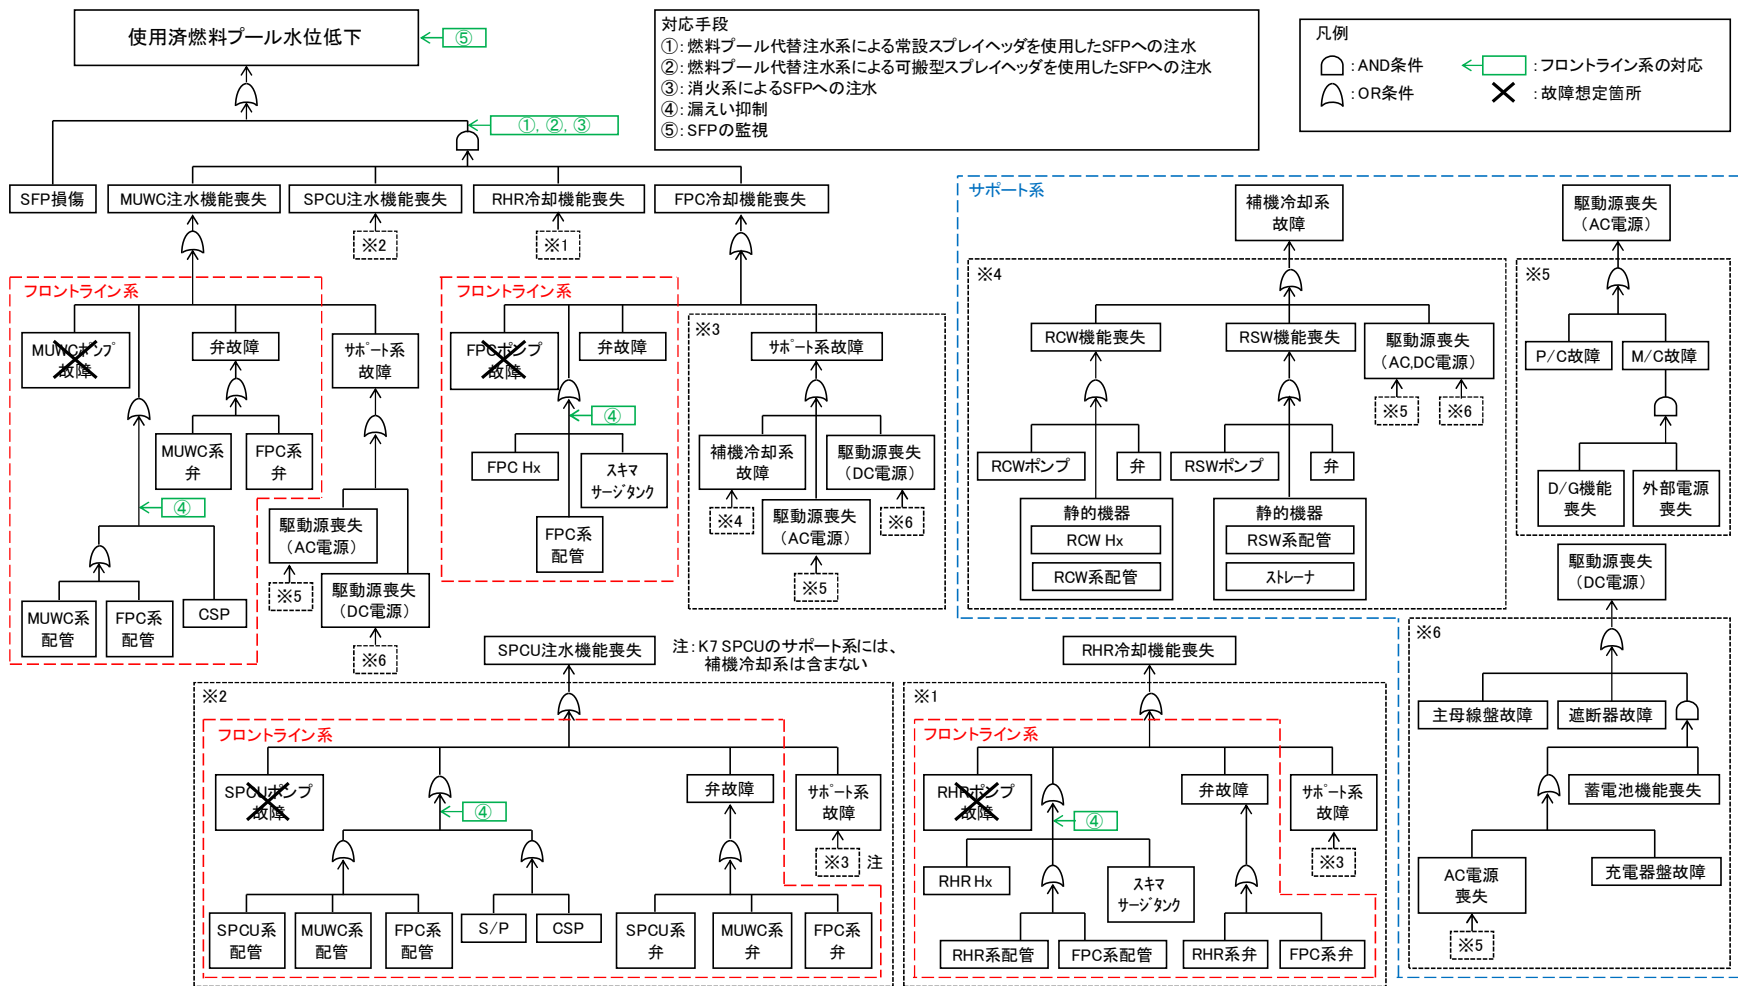 使用済燃料プール水位低下
⑤
対応手段
①：燃料プール代替注水系による常設スプレイヘッダを使用したSFPへの注水
②：燃料プール代替注水系による可搬型スプレイヘッダを使用したSFPへの注水
③：消火系によるSFPへの注水
④：漏えい抑制
⑤：SFPの監視
凡例
：AND条件
：フロントライン系の対応
：OR条件
：故障想定箇所
①，②，③
SFP損傷
MUWC注水機能喪失
SPCU注水機能喪失
RHR冷却機能喪失
FPC冷却機能喪失
※2
※1
フロントライン系
MUWCポンプ
故障
弁故障
サポート系
故障
MUWC系
弁
FPC系
弁
④
MUWC系
配管
FPC系
配管
CSP
駆動源喪失
（AC電源）
※5
駆動源喪失
（DC電源）
※6
フロントライン系
FPCポンプ
故障
弁故障
④
FPC Hx
スキマ
サージタンク
FPC系
配管
※3
サポート系故障
補機冷却系
故障
※4
駆動源喪失
（AC電源）
※5
駆動源喪失
（DC電源）
※6
サポート系
補機冷却系
故障
※4
RCW機能喪失
RSW機能喪失
駆動源喪失
（AC,DC電源）
※5
※6
RCWポンプ
弁
RSWポンプ
弁
静的機器
RCW Hx
RCW系配管
静的機器
RSW系配管
ストレーナ
駆動源喪失
（AC電源）
※5
P/C故障
M/C故障
D/G機能
喪失
外部電源
喪失
駆動源喪失
（DC電源）
※6
主母線盤故障
遮断器故障
蓄電池機能喪失
AC電源
喪失
※5
充電器盤故障
SPCU注水機能喪失
注：K7 SPCUのサポート系には、
補機冷却系は含まない
※2
フロントライン系
SPCUポンプ
故障
④
弁故障
サポート系
故障
※3
注
SPCU系
配管
MUWC系
配管
FPC系
配管
S/P
CSP
SPCU系
弁
MUWC系
弁
FPC系
弁
RHR冷却機能喪失
※1
フロントライン系
RHRポンプ
故障
④
弁故障
サポート系
故障
※3
RHR Hx
スキマ
サージタンク
RHR系配管
FPC系配管
RHR系弁
FPC系弁